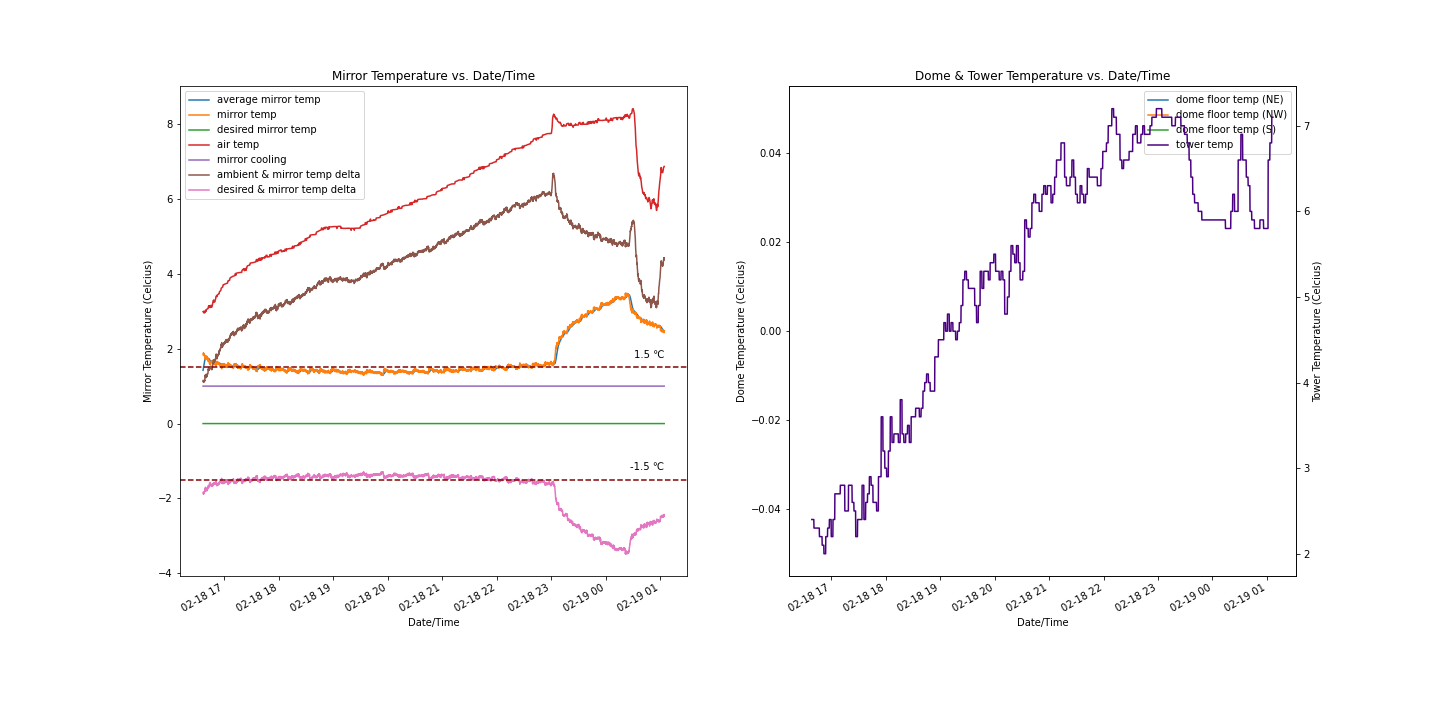 Mirror Temperature vs. Date/Time
average mirror temp
mirror temp
desired mirror temp
air temp
mirror cooling
ambient & mirror temp delta
desired & mirror temp delta
Mirror Temperature (Celcius)
8
6
4
2
0
−2
−4
1.5 °C
-1.5 °C
02-18 17
02-18 18
02-18 19
02-18 20
02-18 21
02-18 22
02-18 23
02-19 00
02-19 01
Date/Time
Dome & Tower Temperature vs. Date/Time
dome floor temp (NE)
dome floor temp (NW)
dome floor temp (S)
tower temp
Dome Temperature (Celcius)
0.04
0.02
0.00
−0.02
−0.04
7
6
5
4
3
2
Tower Temperature (Celcius)
02-18 17
02-18 18
02-18 19
02-18 20
02-18 21
02-18 22
02-18 23
02-19 00
02-19 01
Date/Time